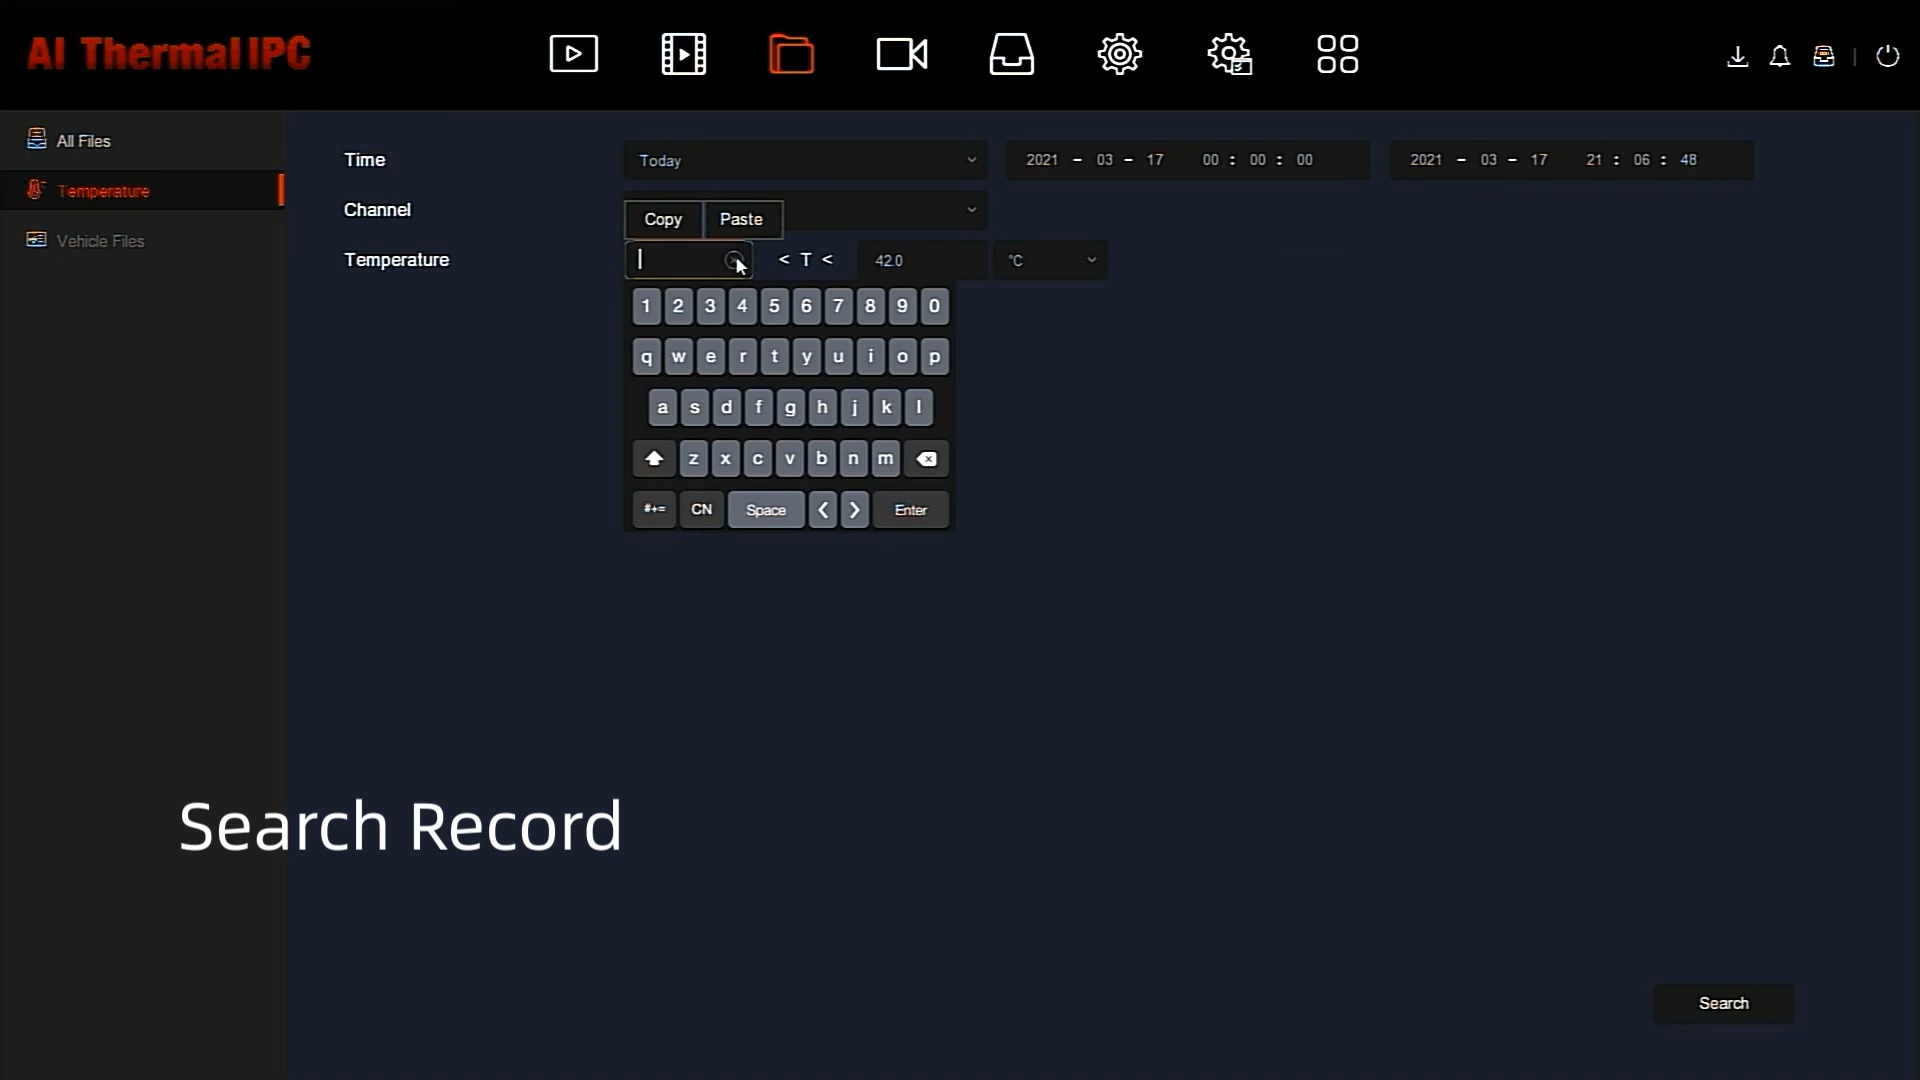 AI Thermal IPC
All Files
Temperature
Vehicle Files
Time
Today
2021 - 03 - 17 00 : 00 : 00
2021 - 03 - 17 21 : 06 : 48
Channel
Copy Paste
Temperature
< T < 42.0 °C
1 2 3 4 5 6 7 8 9 0
q w e r t y u i o p
a s d f g h j k l
z x c v b n m
#+= CN Space < > Enter
Search Record
Search